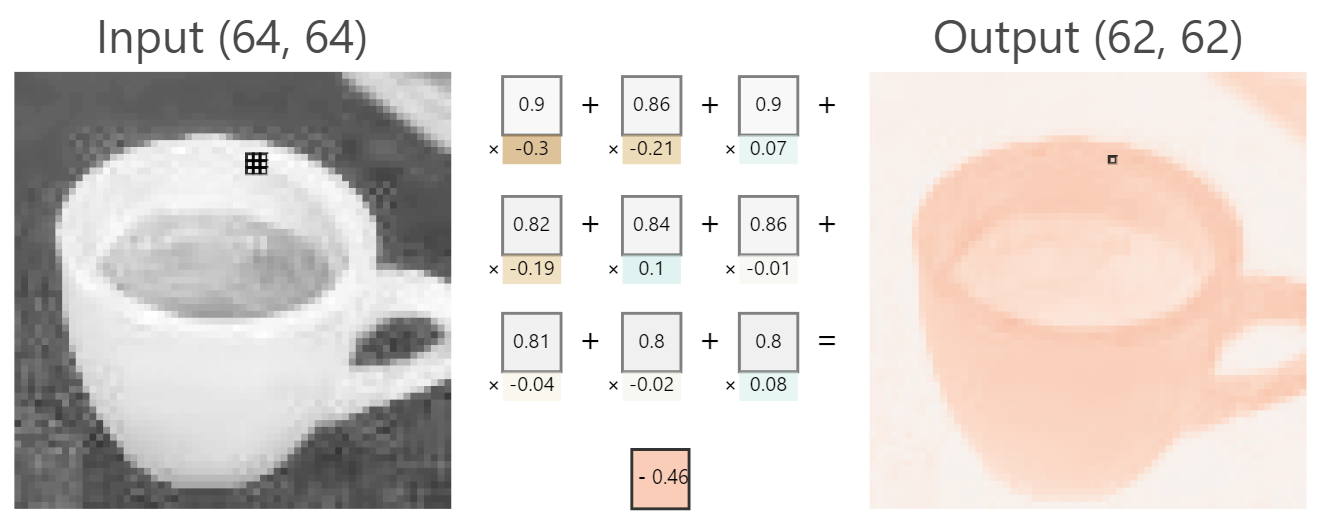 Input (64, 64)
Output (62, 62)
0.9 + 0.86 + 0.9 +
× -0.3 × -0.21 × 0.07
0.82 + 0.84 + 0.86 +
× -0.19 × 0.1 × -0.01
0.81 + 0.8 + 0.8 =
× -0.04 × -0.02 × 0.08
- 0.46